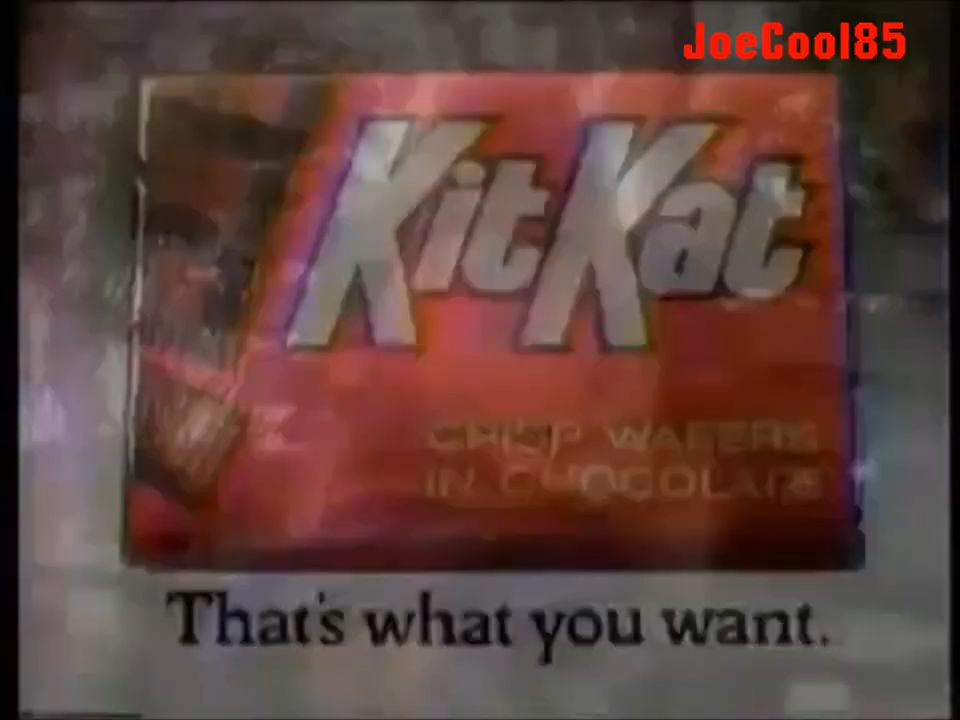 JoeCool85
KitKat
CRISP WAFERS
IN CHOCOLATE
That's what you want.